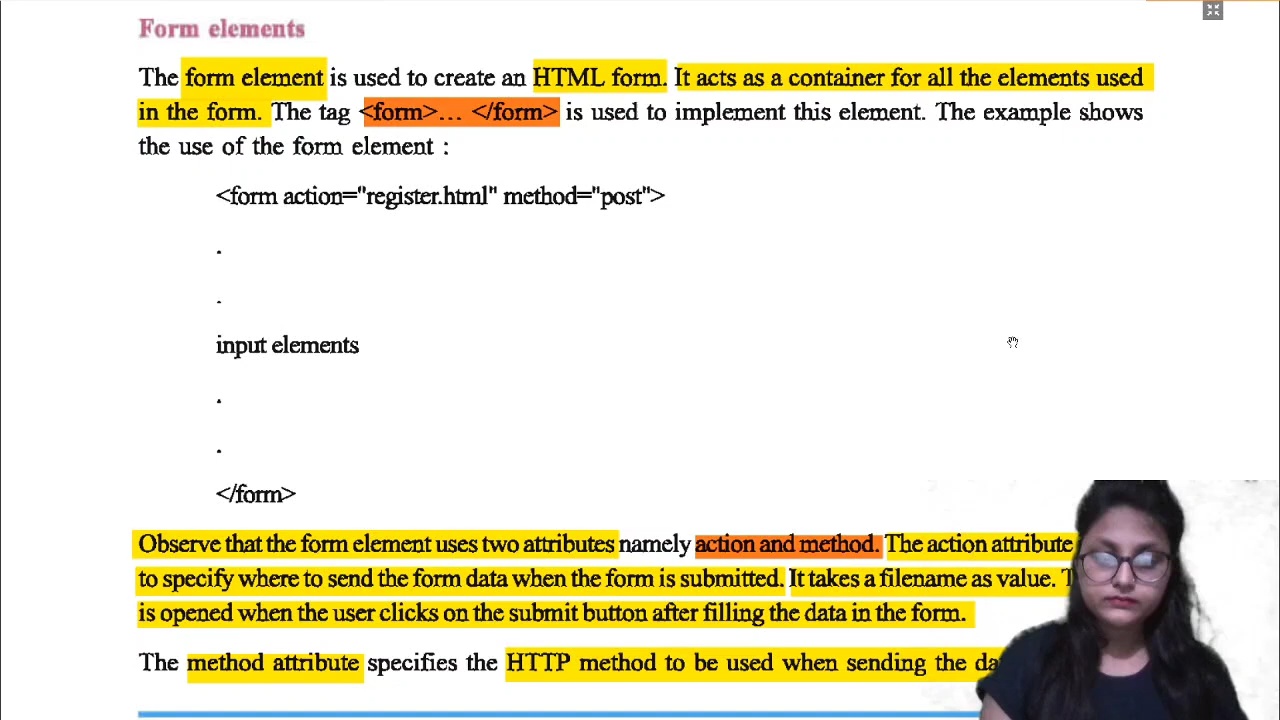 Form elements
The form element is used to create an HTML form. It acts as a container for all the elements used
in the form. The tag <form>... </form> is used to implement this element. The example shows
the use of the form element :
<form action="register.html" method="post">
.
.
input elements
.
.
</form>
Observe that the form element uses two attributes namely action and method. The action attribute
to specify where to send the form data when the form is submitted. It takes a filename as value.
is opened when the user clicks on the submit button after filling the data in the form.
The method attribute specifies the HTTP method to be used when sending the